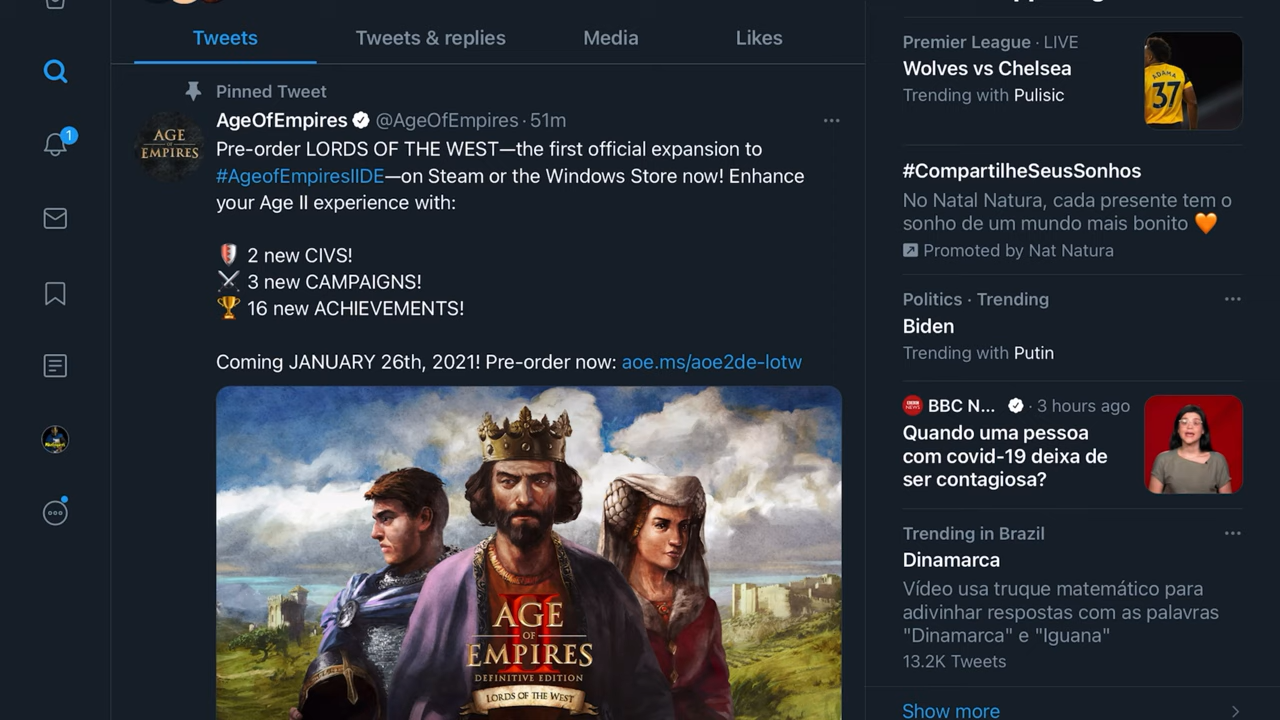 Tweets
Tweets & replies
Media
Likes
Pinned Tweet
AgeOfEmpires @AgeOfEmpires · 51m
Pre-order LORDS OF THE WEST—the first official expansion to
#AgeofEmpiresIIDE—on Steam or the Windows Store now! Enhance
your Age II experience with:
2 new CIVS!
3 new CAMPAIGNS!
16 new ACHIEVEMENTS!
Coming JANUARY 26th, 2021! Pre-order now: aoe.ms/aoe2de-lotw
AGE
OF
EMPIRES
AGE
OF
EMPIRES
II
DEFINITIVE EDITION
LORDS OF THE WEST
1
Premier League · LIVE
Wolves vs Chelsea
Trending with Pulisic
ADAMA
37
#CompartilheSeusSonhos
No Natal Natura, cada presente tem o
sonho de um mundo mais bonito 🧡
Promoted by Nat Natura
Politics · Trending
Biden
Trending with Putin
BBC NEWS
BBC N... · 3 hours ago
Quando uma pessoa
com covid-19 deixa de
ser contagiosa?
Trending in Brazil
Dinamarca
Vídeo usa truque matemático para
adivinhar respostas com as palavras
"Dinamarca" e "Iguana"
13.2K Tweets
Show more